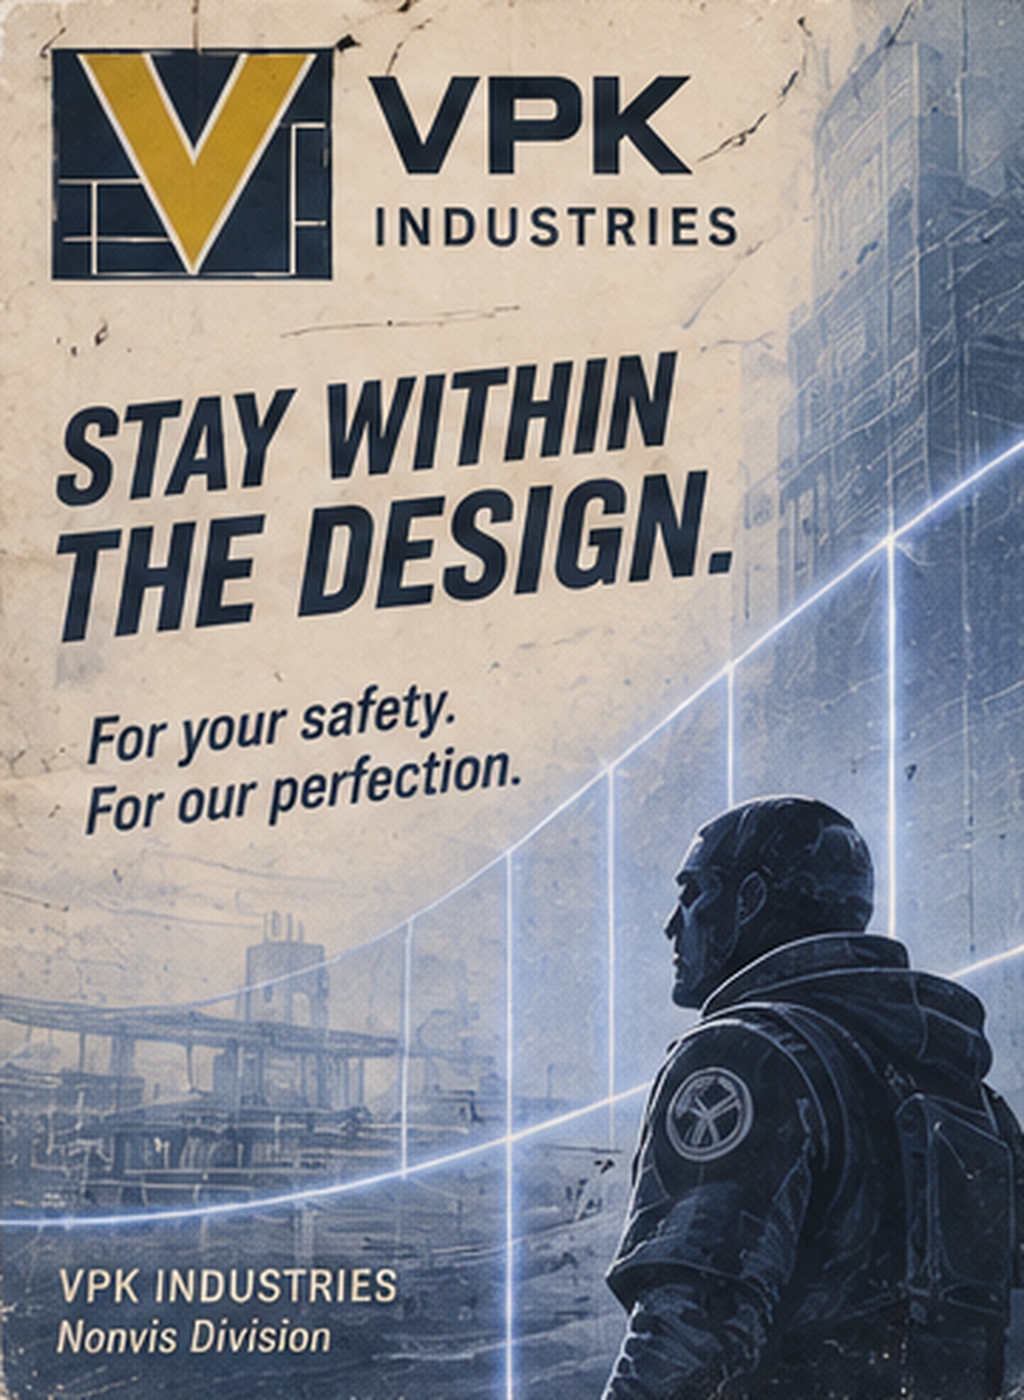 V
VPK
INDUSTRIES
STAY WITHIN
THE DESIGN.
For your safety.
For our perfection.
VPK INDUSTRIES
Nonvis Division